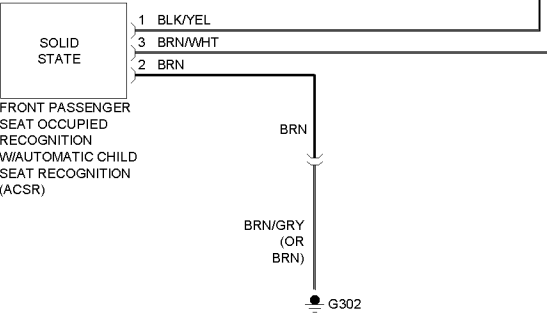 SOLID
STATE
1 BLK/YEL
3 BRN/WHT
2 BRN
FRONT PASSENGER
SEAT OCCUPIED
RECOGNITION
W/AUTOMATIC CHILD
SEAT RECOGNITION
(ACSR)
BRN
BRN/GRY
(OR
BRN)
G302